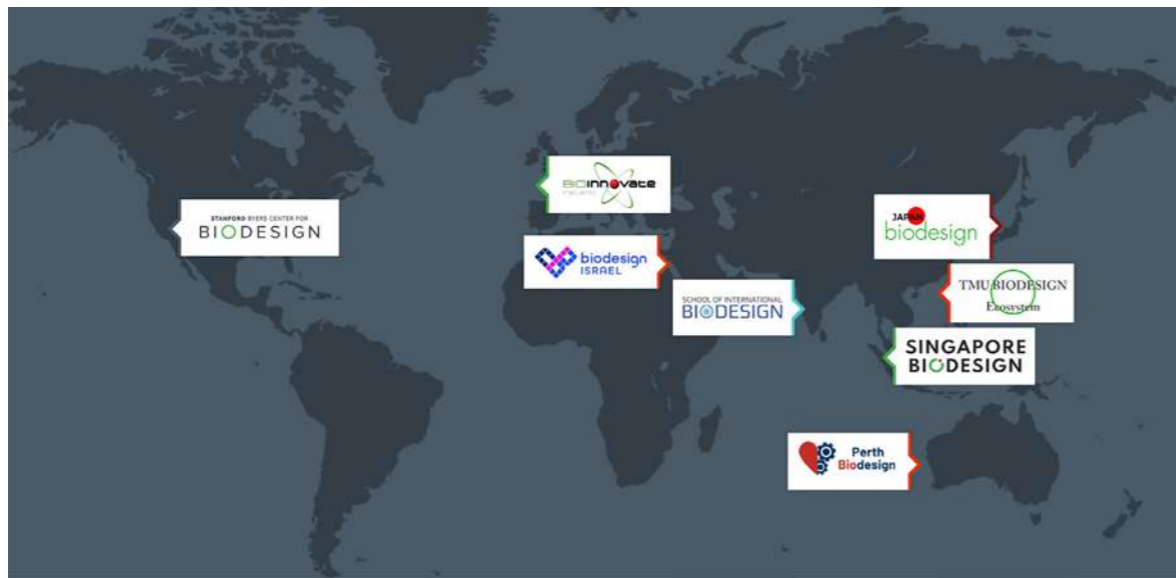 STANFORD BYERS CENTER FOR
BIODESIGN
BIOinnovate
IRELAND
biodesign
ISRAEL
SCHOOL OF INTERNATIONAL
BIODESIGN
JAPAN
biodesign
TMU BIODESIGN
Ecosystem
SINGAPORE
BIODESIGN
Perth
Biodesign